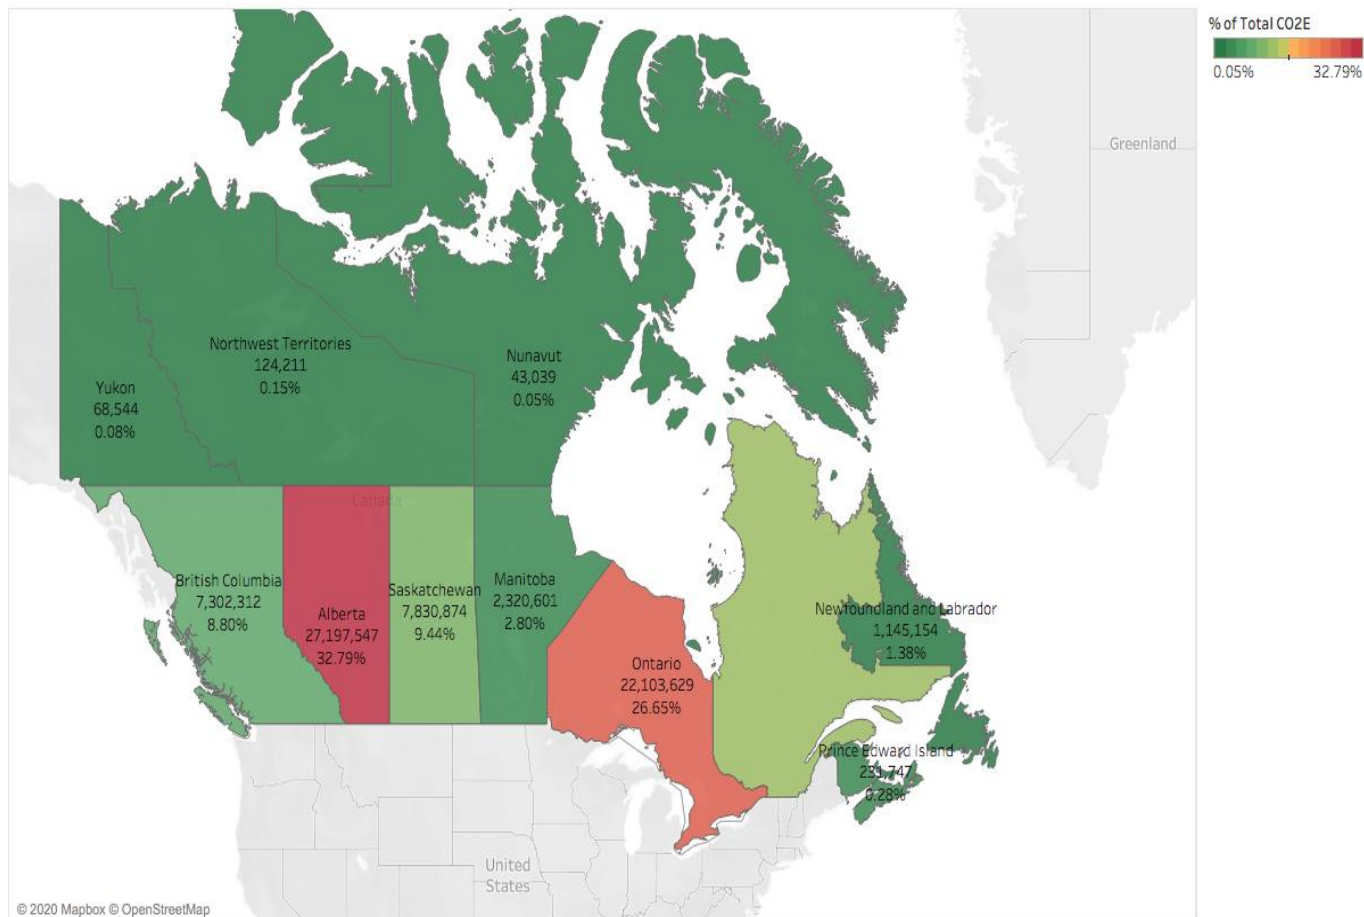 % of Total CO2E
0.05%
32.79%
Greenland
Northwest Territories
124,211
0.15%
Nunavut
43,039
0.05%
Yukon
68,544
0.08%
Canada
British Columbia
7,302,312
8.80%
Alberta
27,197,547
32.79%
Saskatchewan
7,830,874
9.44%
Manitoba
2,320,601
2.80%
Ontario
22,103,629
26.65%
Newfoundland and Labrador
1,145,154
1.38%
Prince Edward Island
231,747
0.28%
United
States
© 2020 Mapbox © OpenStreetMap